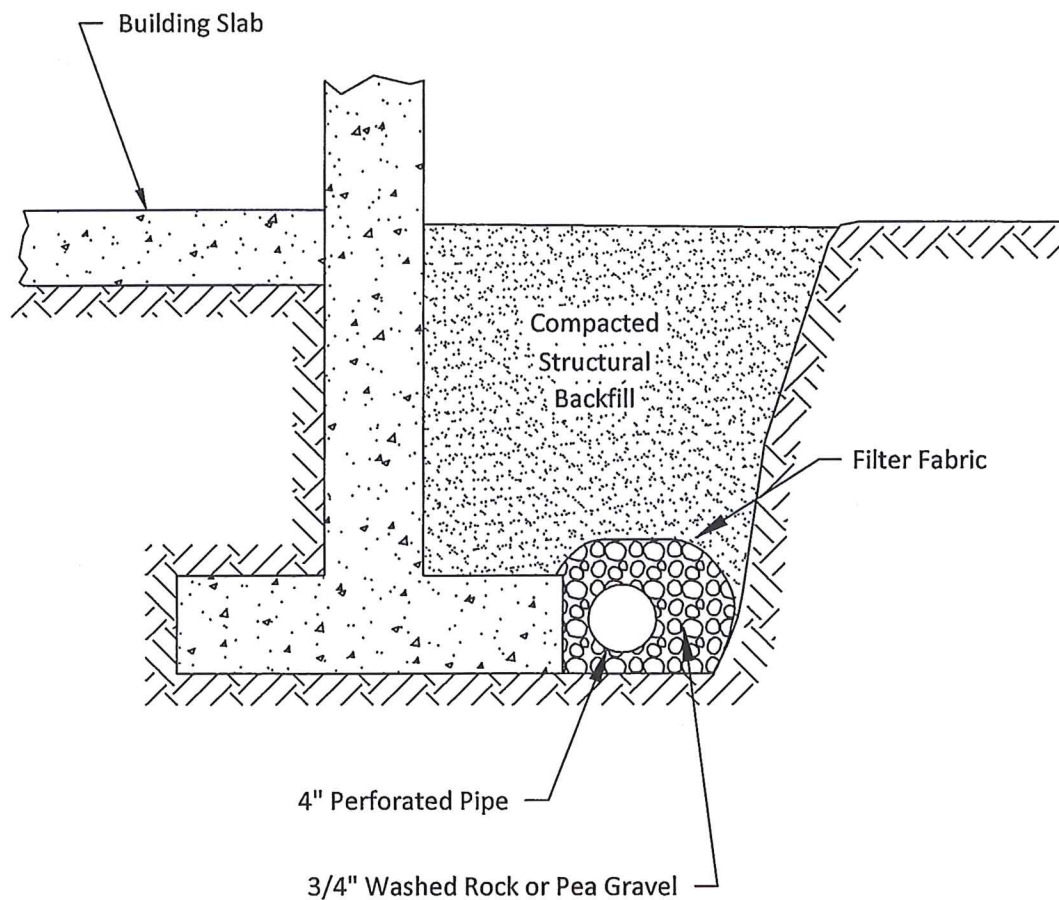 Building Slab
Compacted
Structural
Backfill
Filter Fabric
4" Perforated Pipe
3/4" Washed Rock or Pea Gravel